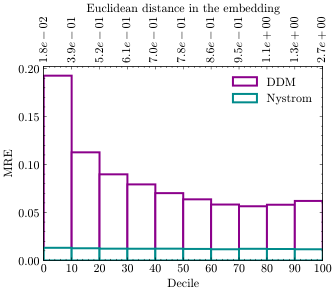 Euclidean distance in the embedding
1.8e − 02
3.9e − 01
5.2e − 01
6.1e − 01
7.0e − 01
7.8e − 01
8.6e − 01
9.5e − 01
1.1e + 00
1.3e + 00
2.7e + 00
0.20
0.15
0.10
0.05
0.00
MRE
DDM
Nystrom
0 10 20 30 40 50 60 70 80 90 100
Decile